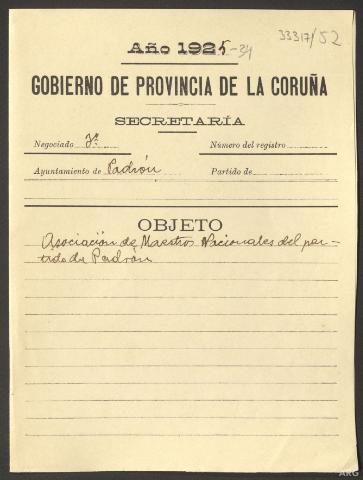 33317/52
Año 1925-34
GOBIERNO DE PROVINCIA DE LA CORUÑA
SECRETARÍA
Negociado 7º Número del registro
Ayuntamiento de Padrón Partido de
OBJETO
Asociación de Maestros Nacionales del par-
tido de Padrón
ARG